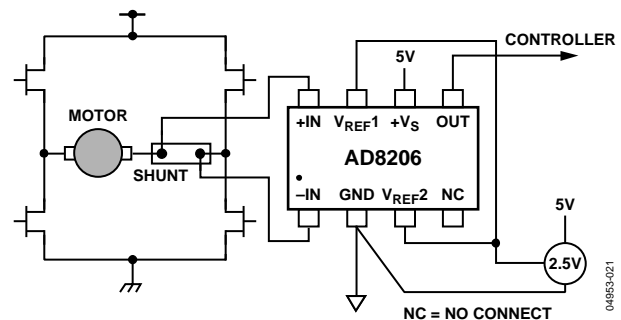 CONTROLLER
5V
+IN VREF1 +VS OUT
MOTOR
AD8206
SHUNT
–IN GND VREF2 NC
5V
2.5V
NC = NO CONNECT
04953-021